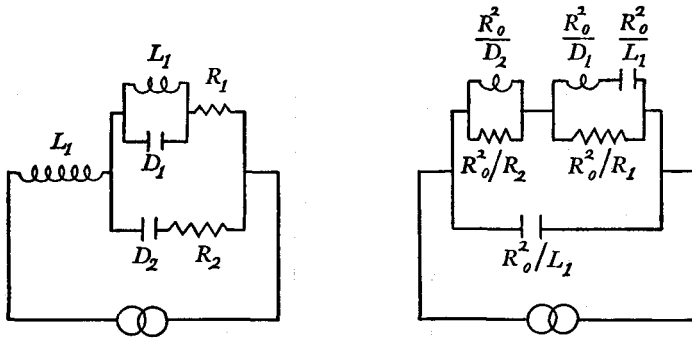 L₁
R₁
L₁
D₁
D₂
R₂
R₀²/D₂
R₀²/D₁
R₀²/L₁
R₀²/R₂
R₀²/R₁
R₀²/L₁